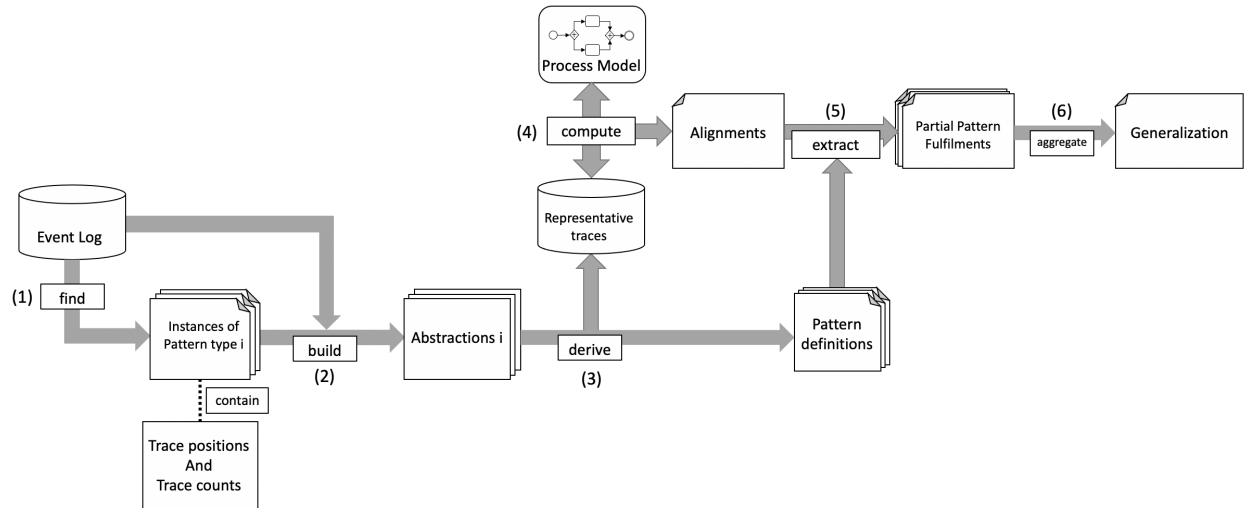 Process Model
(4)
compute
Alignments
(5)
extract
Partial Pattern
Fulfilments
(6)
aggregate
Generalization
Representative
traces
Event Log
(1)
find
Instances of
Pattern type i
build
(2)
Abstractions i
derive
(3)
Pattern
definitions
contain
Trace positions
And
Trace counts